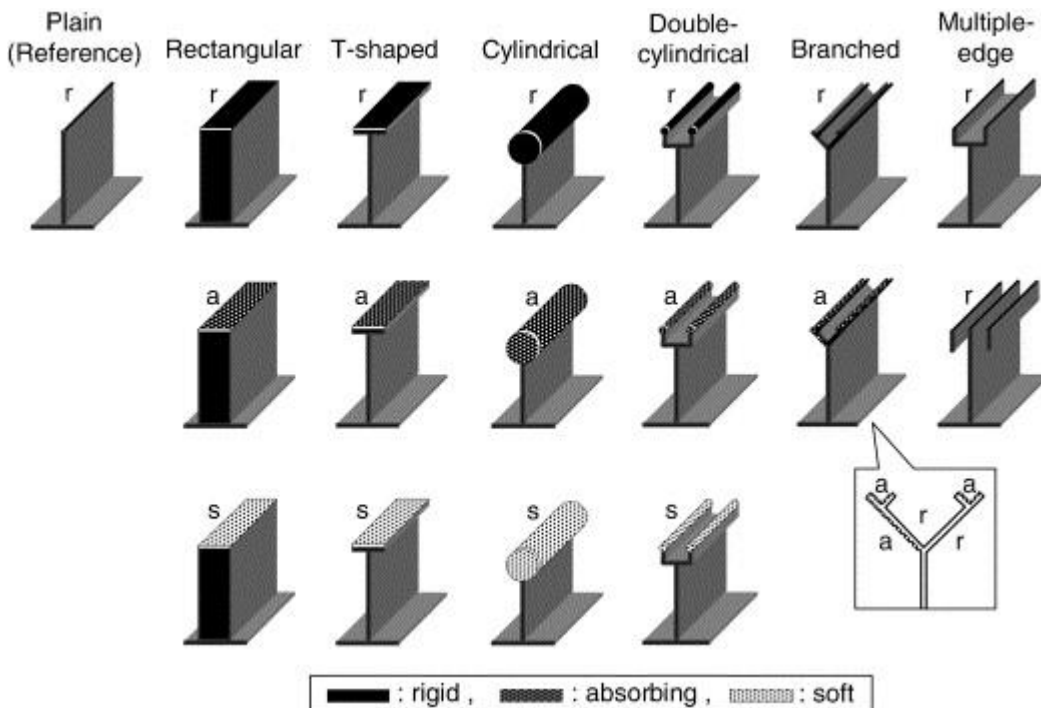 Plain
(Reference)
Rectangular
T-shaped
Cylindrical
Double-
cylindrical
Branched
Multiple-
edge
r r r r r r r
a a a a a r
a a
r
a r
s s s s
: rigid , : absorbing , : soft